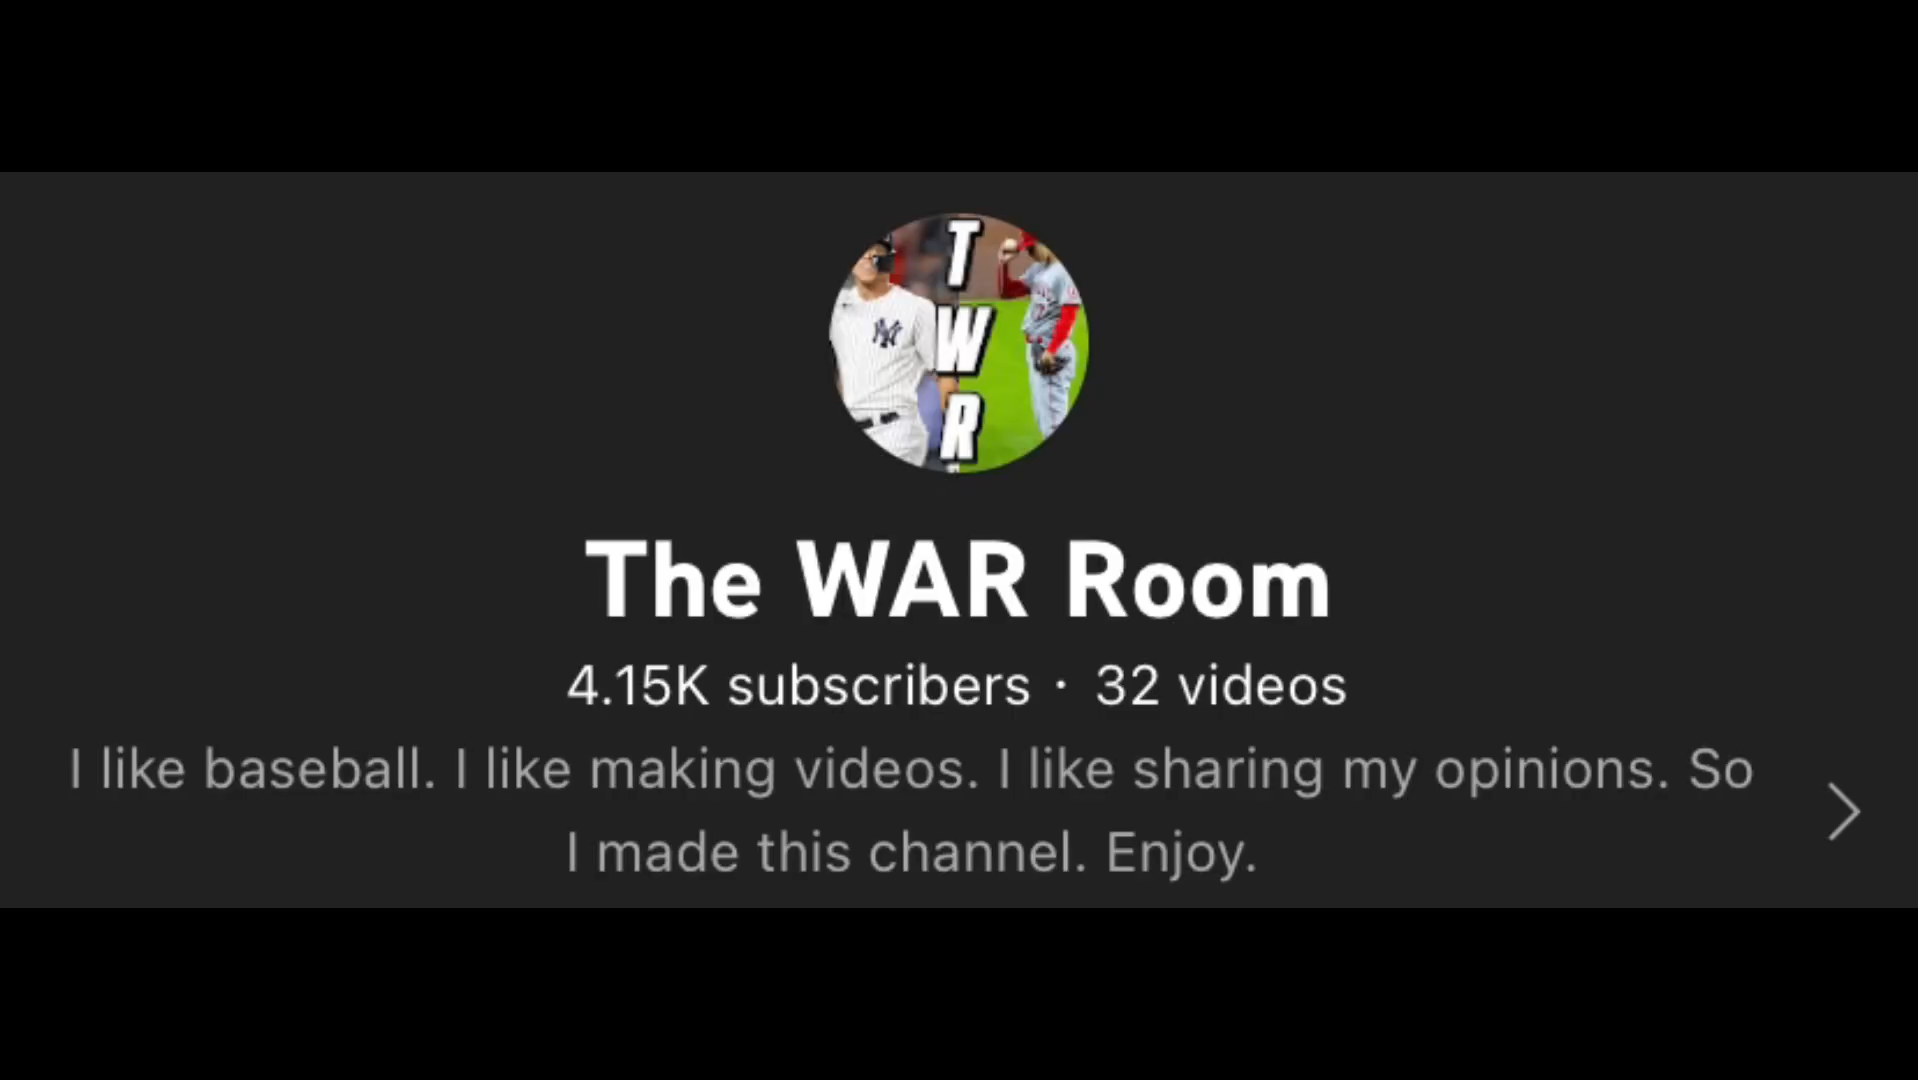 T
W
R
The WAR Room
4.15K subscribers · 32 videos
I like baseball. I like making videos. I like sharing my opinions. So
I made this channel. Enjoy.